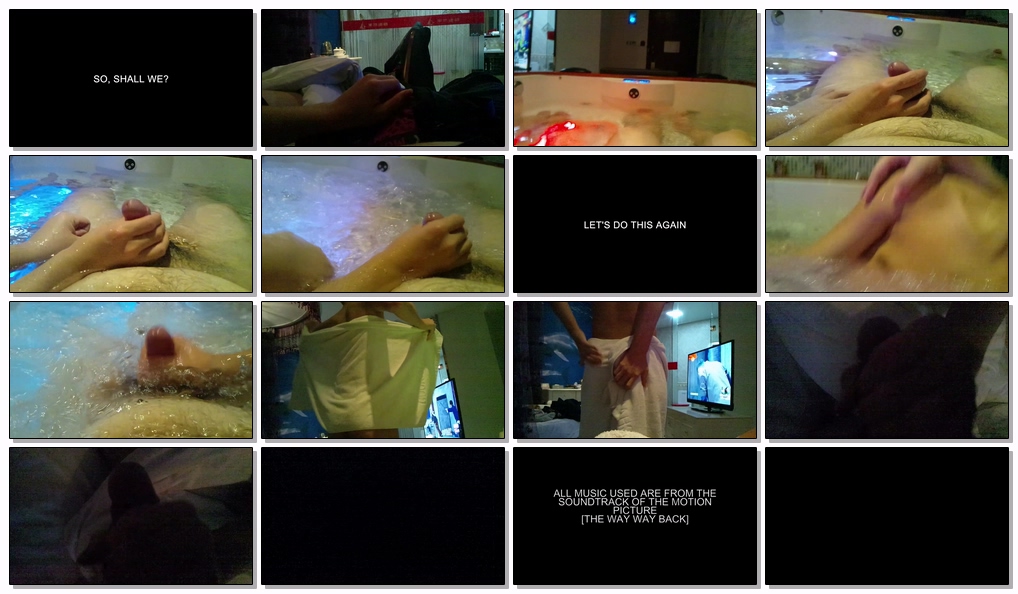 SO, SHALL WE?
LET'S DO THIS AGAIN
ALL MUSIC USED ARE FROM THE
SOUNDTRACK OF THE MOTION
PICTURE
[THE WAY WAY BACK]